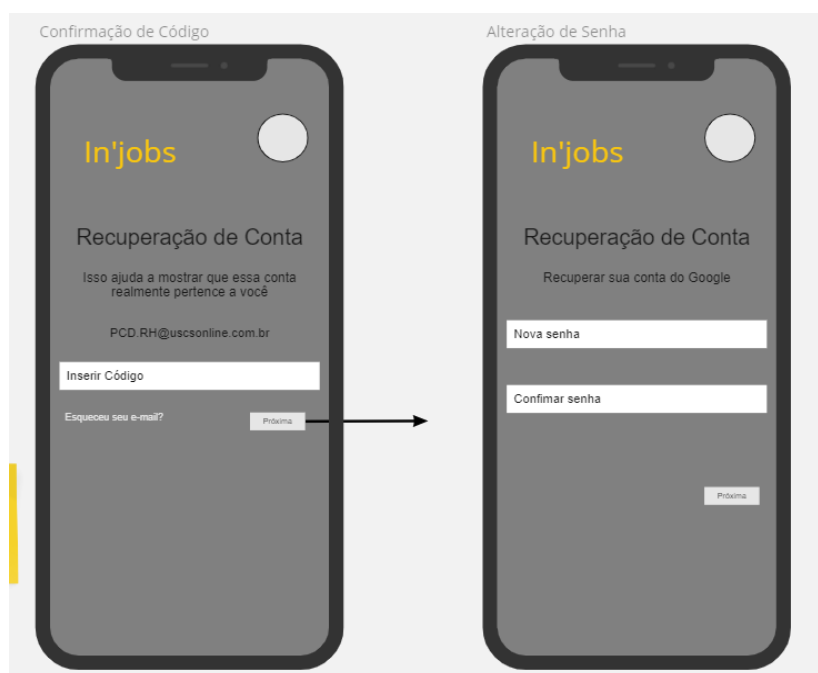 Confirmação de Código
In'jobs
Recuperação de Conta
Isso ajuda a mostrar que essa conta
realmente pertence a você
PCD.RH@uscsonline.com.br
Inserir Código
Esqueceu seu e-mail?
Próxima
Alteração de Senha
In'jobs
Recuperação de Conta
Recuperar sua conta do Google
Nova senha
Confimar senha
Próxima